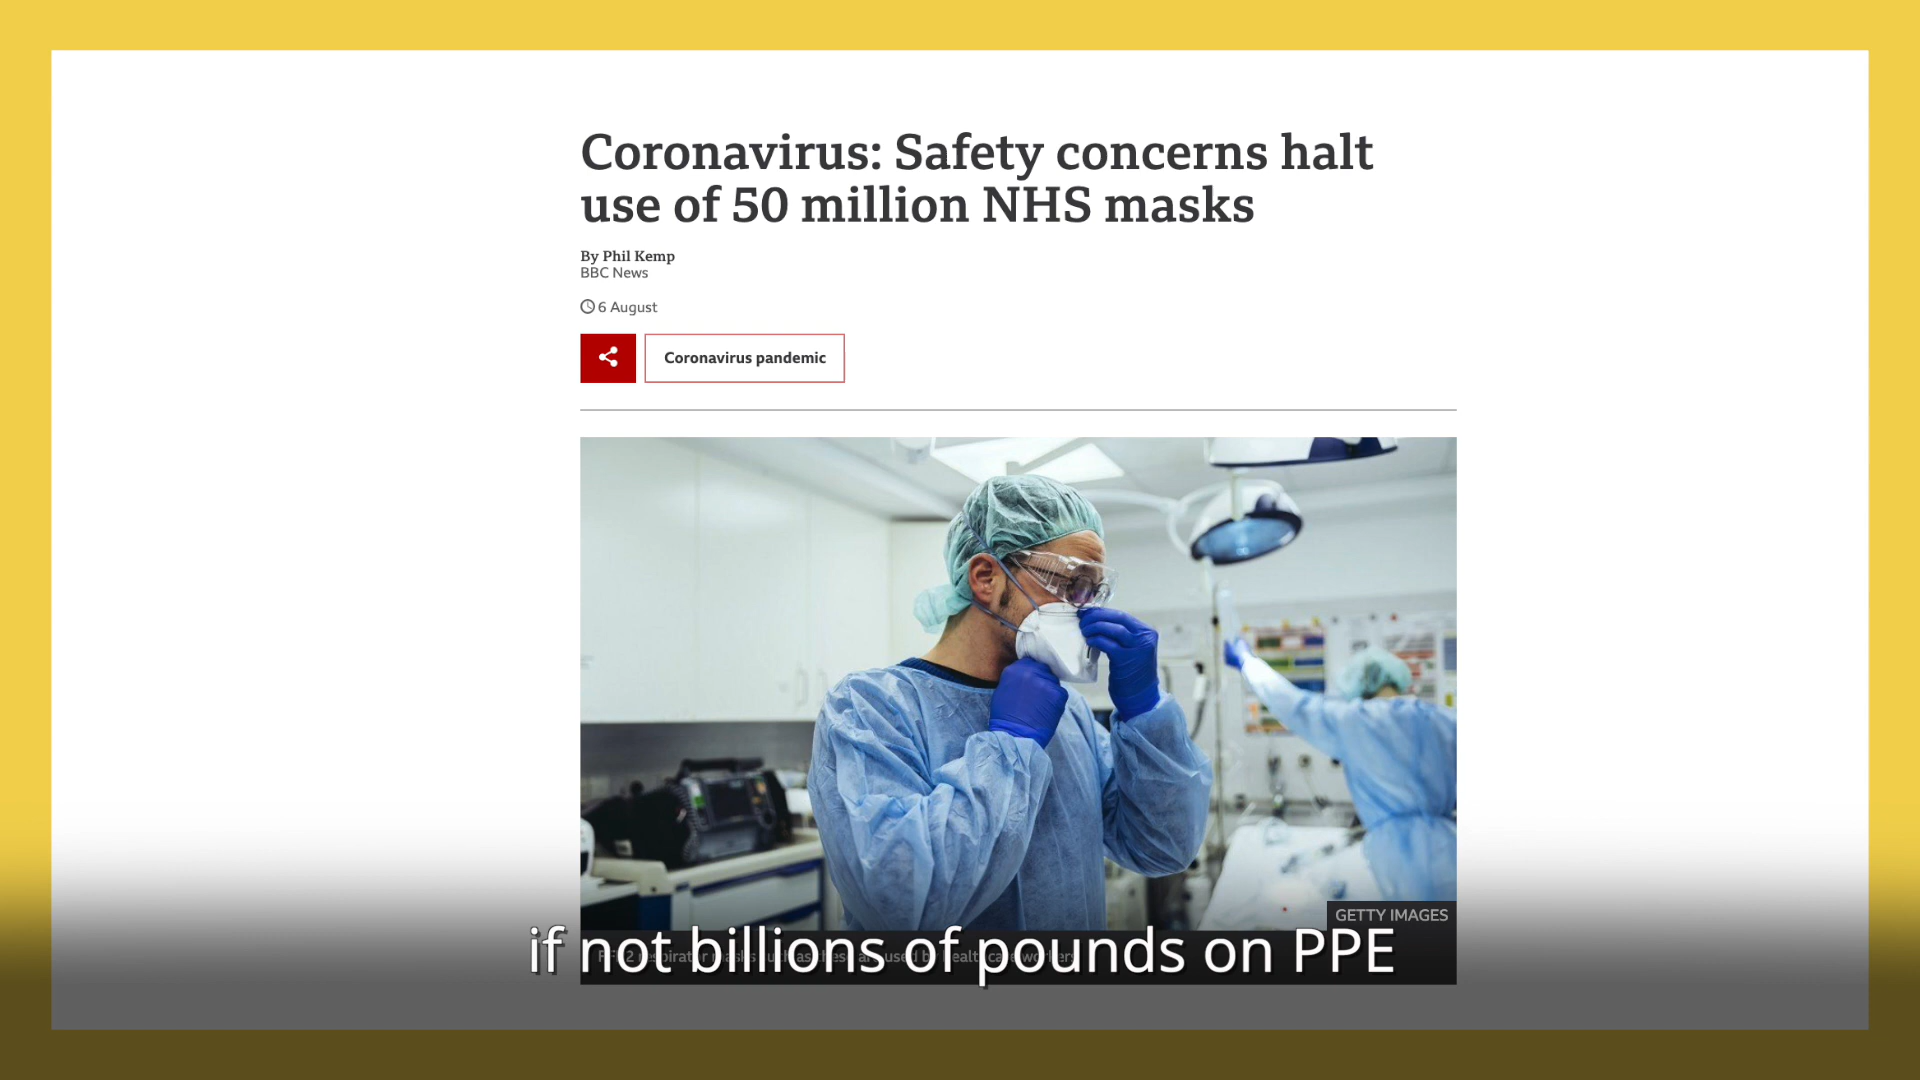 Coronavirus: Safety concerns halt
use of 50 million NHS masks
By Phil Kemp
BBC News
6 August
Coronavirus pandemic
GETTY IMAGES
if not billions of pounds on PPE